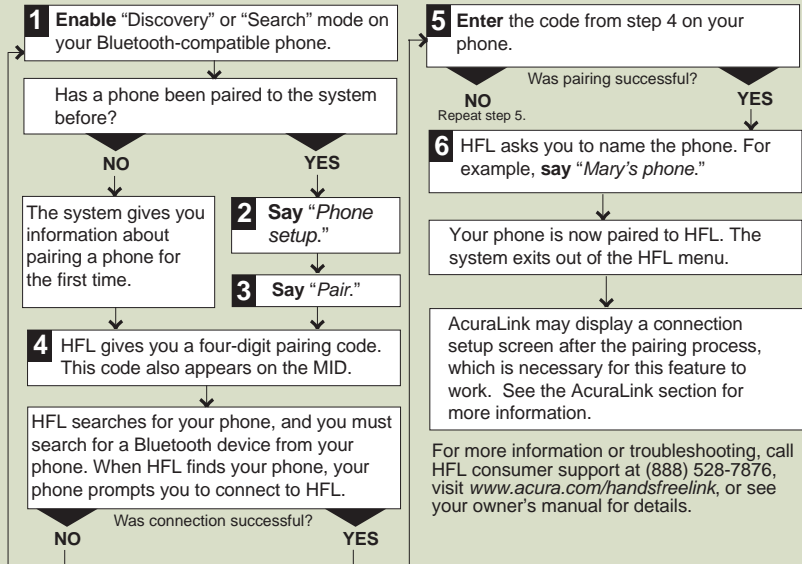 1 Enable “Discovery” or “Search” mode on
your Bluetooth-compatible phone.
Has a phone been paired to the system
before?
NO
YES
The system gives you
information about
pairing a phone for
the first time.
2 Say “Phone
setup.”
3 Say “Pair.”
4 HFL gives you a four-digit pairing code.
This code also appears on the MID.
HFL searches for your phone, and you must
search for a Bluetooth device from your
phone. When HFL finds your phone, your
phone prompts you to connect to HFL.
Was connection successful?
NO
YES
5 Enter the code from step 4 on your
phone.
Was pairing successful?
NO
Repeat step 5.
YES
6 HFL asks you to name the phone. For
example, say “Mary’s phone.”
Your phone is now paired to HFL. The
system exits out of the HFL menu.
AcuraLink may display a connection
setup screen after the pairing process,
which is necessary for this feature to
work. See the AcuraLink section for
more information.
For more information or troubleshooting, call
HFL consumer support at (888) 528-7876,
visit www.acura.com/handsfreelink, or see
your owner’s manual for details.